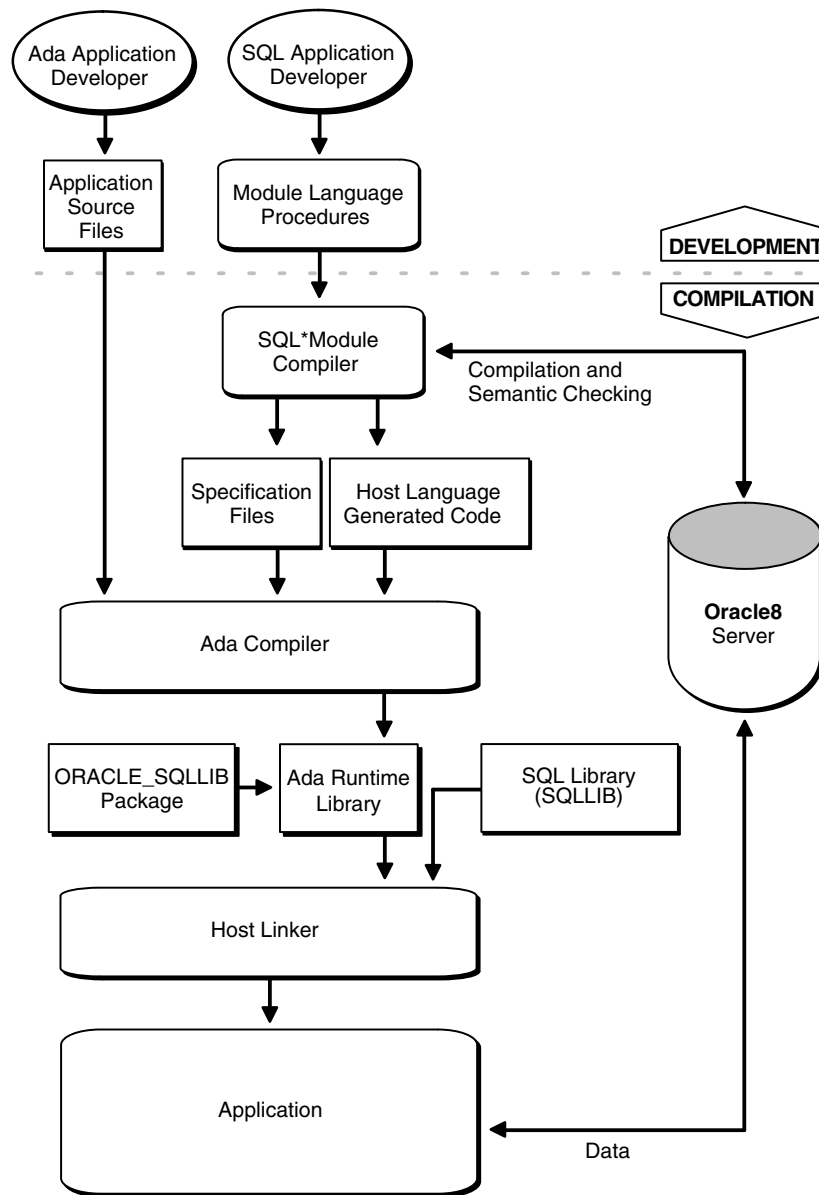 Ada Application
Developer
SQL Application
Developer
Application
Source
Files
Module Language
Procedures
DEVELOPMENT
COMPILATION
SQL*Module
Compiler
Compilation and
Semantic Checking
Specification
Files
Host Language
Generated Code
Oracle8
Server
Ada Compiler
ORACLE_SQLLIB
Package
Ada Runtime
Library
SQL Library
(SQLLIB)
Host Linker
Application
Data